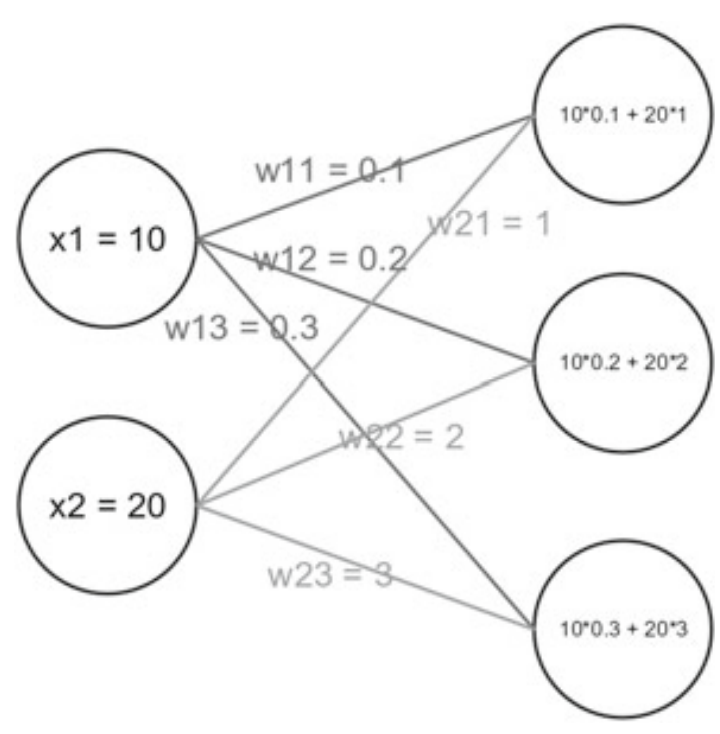 10*0.1 + 20*1
w11 = 0.1
w21 = 1
x1 = 10
w12 = 0.2
w13 = 0.3
10*0.2 + 20*2
w22 = 2
x2 = 20
w23 = 3
10*0.3 + 20*3